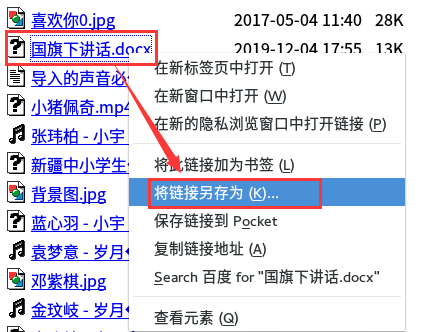 喜欢你0.jpg 2017-05-04 11:40 28K
国旗下讲话.docx 2019-12-04 17:55 13K
导入的声音必
小猪佩奇.mp4
张玮柏 - 小宇
新疆中小学生
背景图.jpg
蓝心羽 - 小宇
袁梦意 - 岁月
邓紫棋.jpg
金玟岐 - 岁月
在新标签页中打开 (T)
在新窗口中打开 (W)
在新的隐私浏览窗口中打开链接 (P)
将此链接加为书签 (L)
将链接另存为 (K)...
保存链接到 Pocket
复制链接地址 (A)
Search 百度 for "国旗下讲话.docx"
查看元素 (Q)